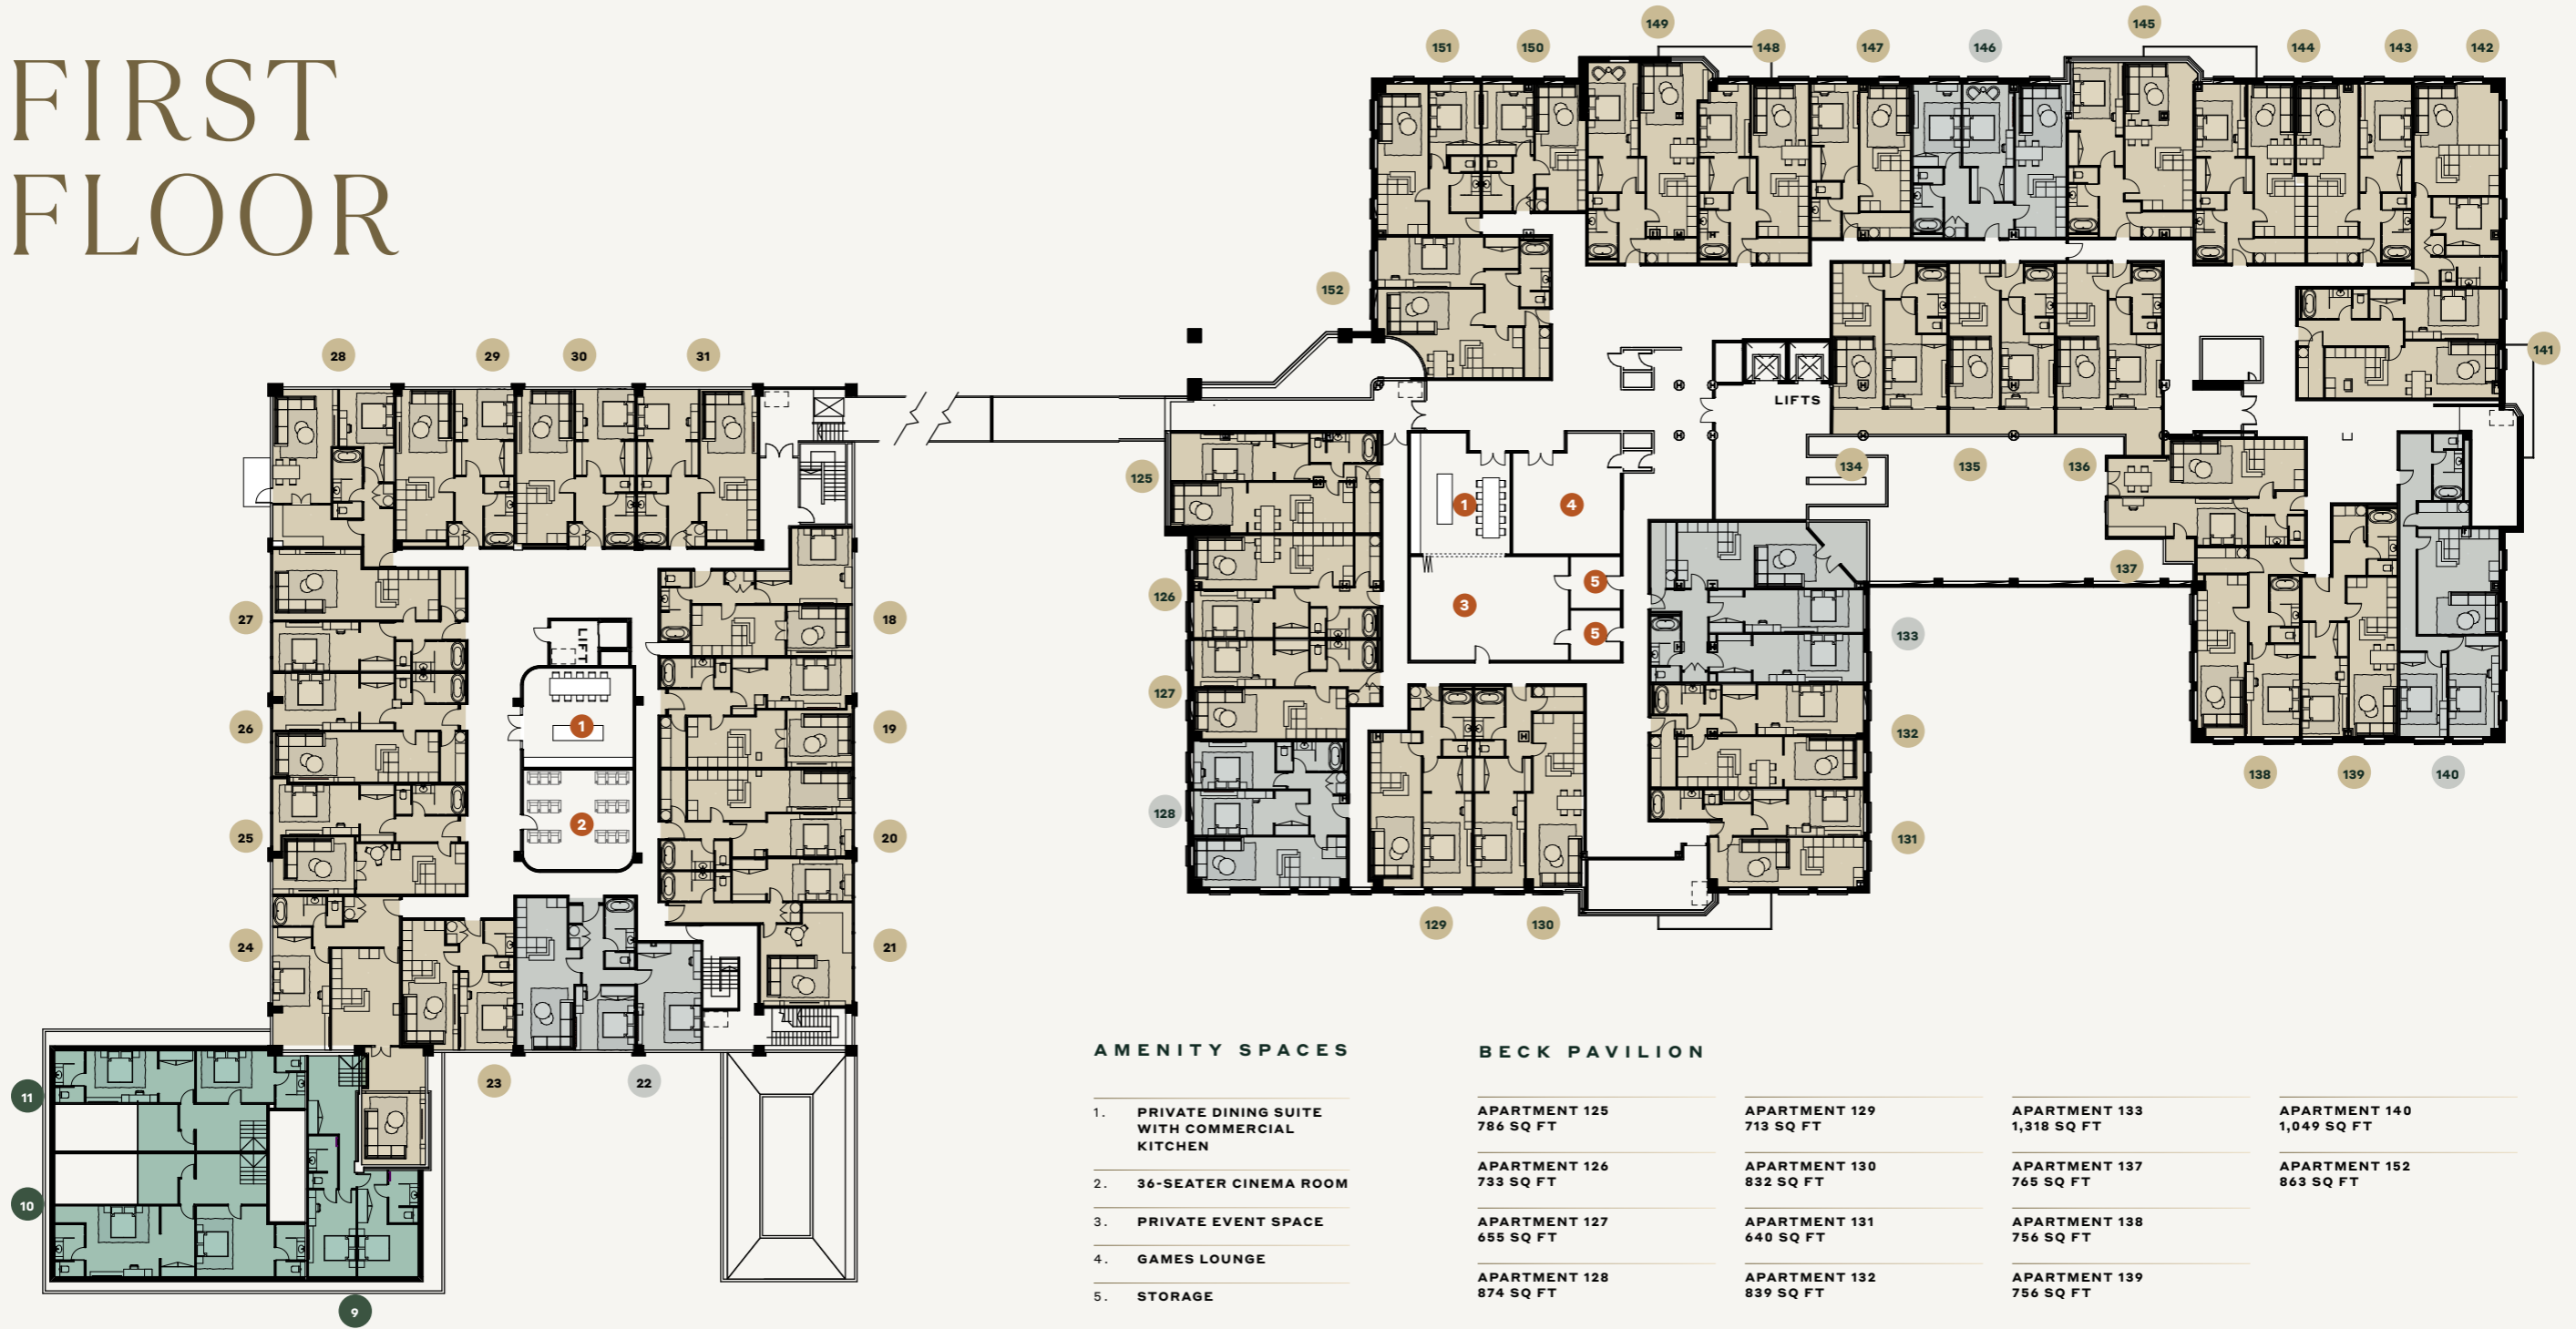 FIRST
FLOOR
149
145
151
150
148
147
146
144
143
142
152
141
28
29
30
31
LIFTS
125
134
135
136
1
4
137
126
5
3
5
27
18
LIFT
133
127
26
1
19
132
138
139
140
128
25
2
20
131
129
130
24
21
23
22
11
10
9
AMENITY SPACES
1. PRIVATE DINING SUITE
WITH COMMERCIAL
KITCHEN
2. 36-SEATER CINEMA ROOM
3. PRIVATE EVENT SPACE
4. GAMES LOUNGE
5. STORAGE
BECK PAVILION
APARTMENT 125
786 SQ FT
APARTMENT 126
733 SQ FT
APARTMENT 127
655 SQ FT
APARTMENT 128
874 SQ FT
APARTMENT 129
713 SQ FT
APARTMENT 130
832 SQ FT
APARTMENT 131
640 SQ FT
APARTMENT 132
839 SQ FT
APARTMENT 133
1,318 SQ FT
APARTMENT 137
765 SQ FT
APARTMENT 138
756 SQ FT
APARTMENT 139
756 SQ FT
APARTMENT 140
1,049 SQ FT
APARTMENT 152
863 SQ FT